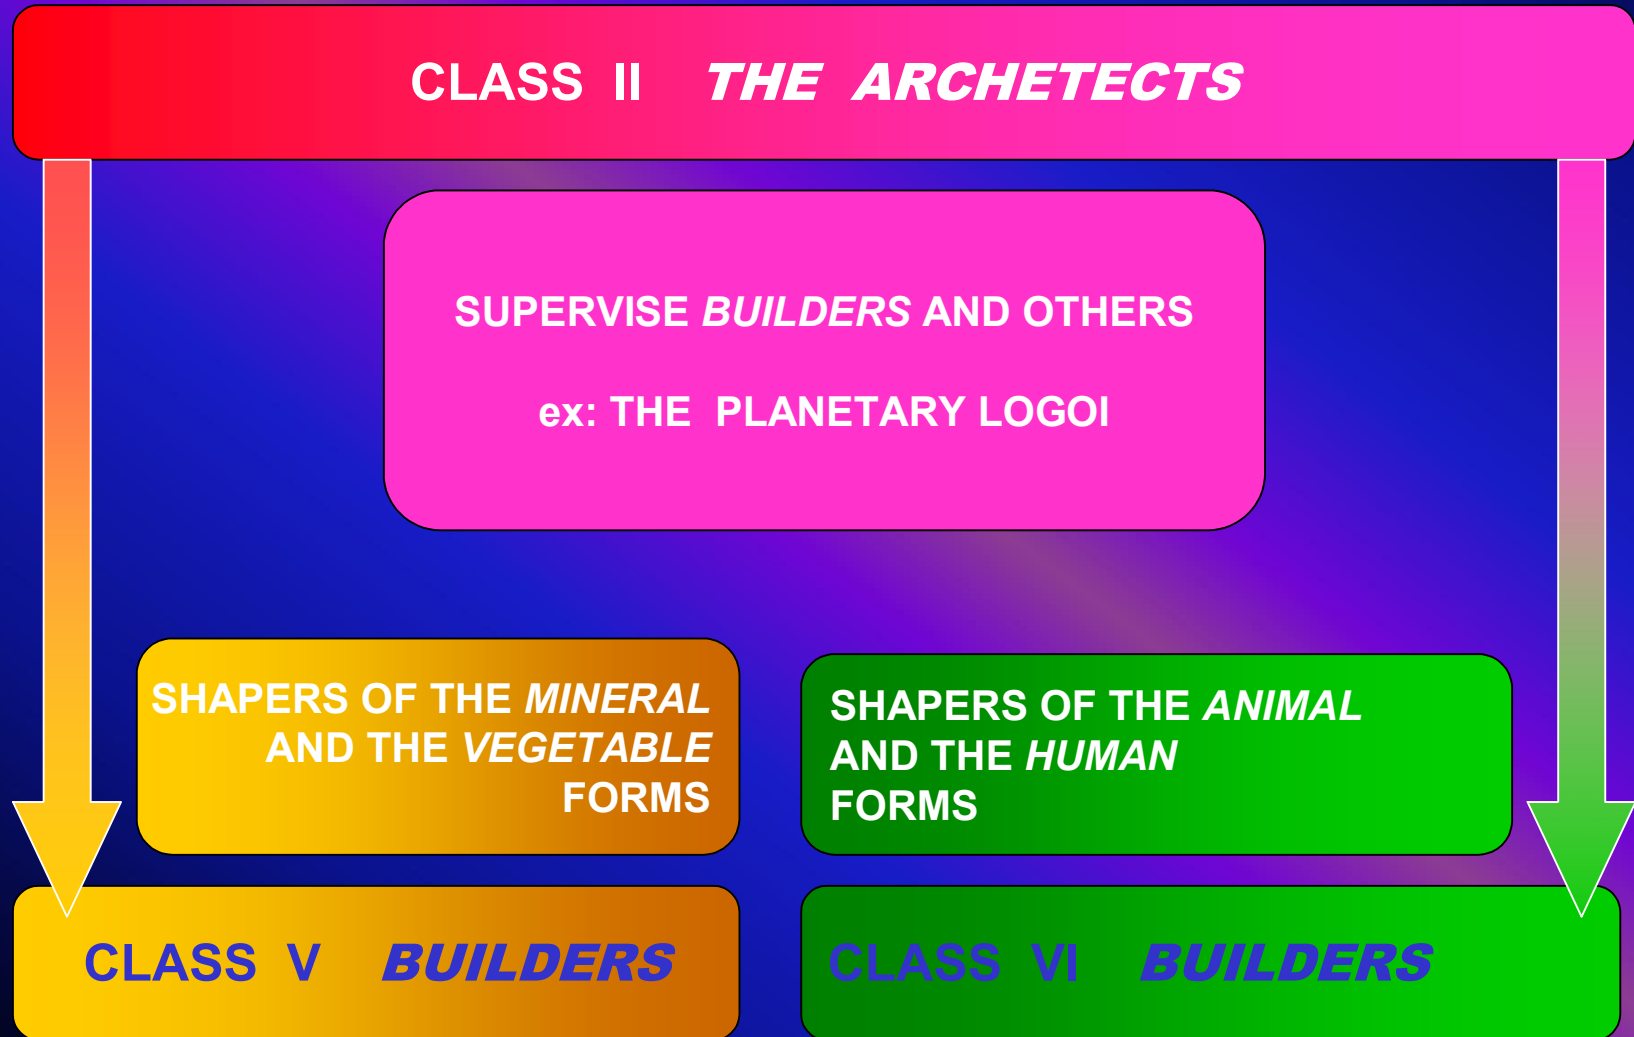 CLASS II THE ARCHETECTS
SUPERVISE BUILDERS AND OTHERS
ex: THE PLANETARY LOGOI
SHAPERS OF THE MINERAL
AND THE VEGETABLE
FORMS
SHAPERS OF THE ANIMAL
AND THE HUMAN
FORMS
CLASS V BUILDERS
CLASS VI BUILDERS